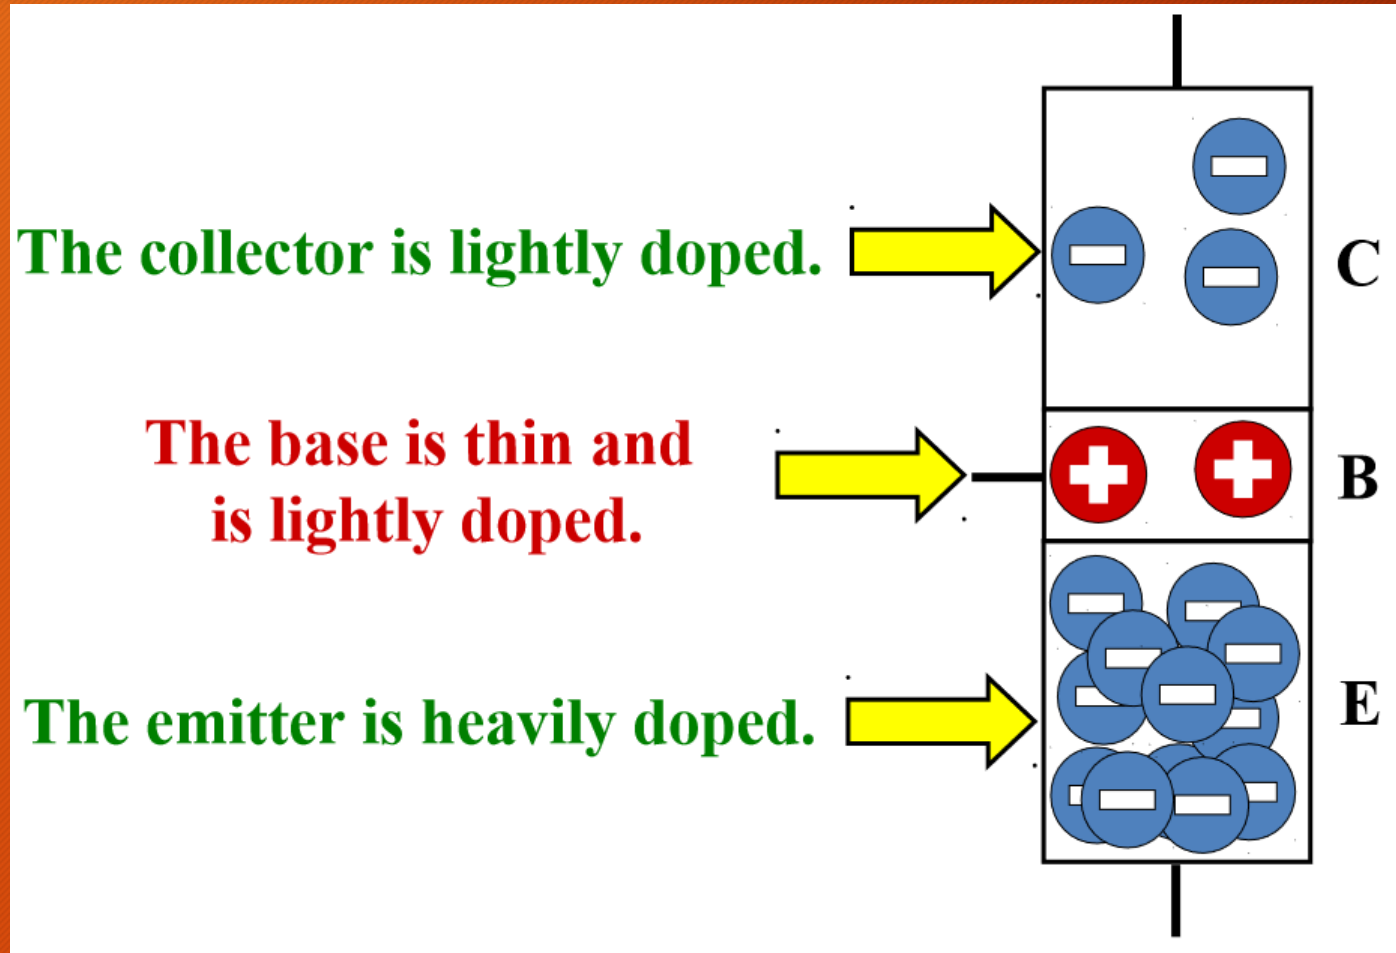 The collector is lightly doped.
C
The base is thin and
is lightly doped.
B
The emitter is heavily doped.
E